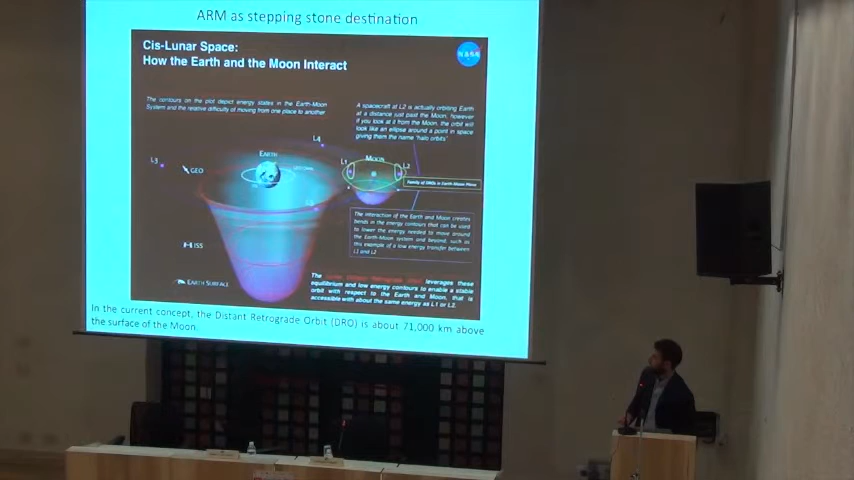 ARM as stepping stone destination
Cis-Lunar Space:
How the Earth and the Moon Interact
NASA
The contours on the plot depict energy states in the Earth-Moon
System and the relative difficulty of moving from one place to another
A spacecraft at L2 is actually orbiting Earth
at a distance just past the Moon, however
if you look at it from the Moon, the orbit will
look like an ellipse around a point in space
giving them the name 'halo orbits'
L4
EARTH
L3
GEO
L1
MOON
L2
Family of DROs in Earth-Moon Plane
L5
The interaction of the Earth and Moon creates
bends in the energy contours that can be used
to lower the energy needed to move around
the Earth-Moon system and beyond, such as
this example of a low energy transfer between
L1 and L2
ISS
EARTH SURFACE
The Lunar Distant Retrograde Orbit leverages these
equilibrium and low energy contours to enable a stable
orbit with respect to the Earth and Moon, that is
accessible with about the same energy as L1 or L2.
In the current concept, the Distant Retrograde Orbit (DRO) is about 71,000 km above
the surface of the Moon.